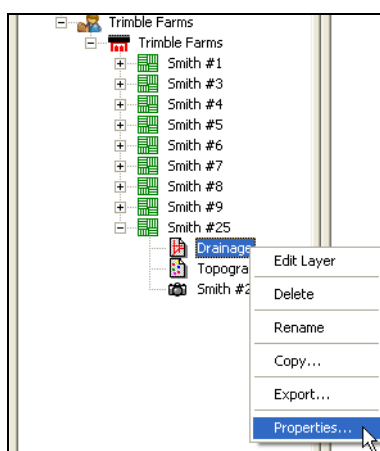 Trimble Farms
Trimble Farms
Smith #1
Smith #3
Smith #4
Smith #5
Smith #6
Smith #7
Smith #8
Smith #9
Smith #25
Drainage
Topogra
Smith #2
Edit Layer
Delete
Rename
Copy...
Export...
Properties...